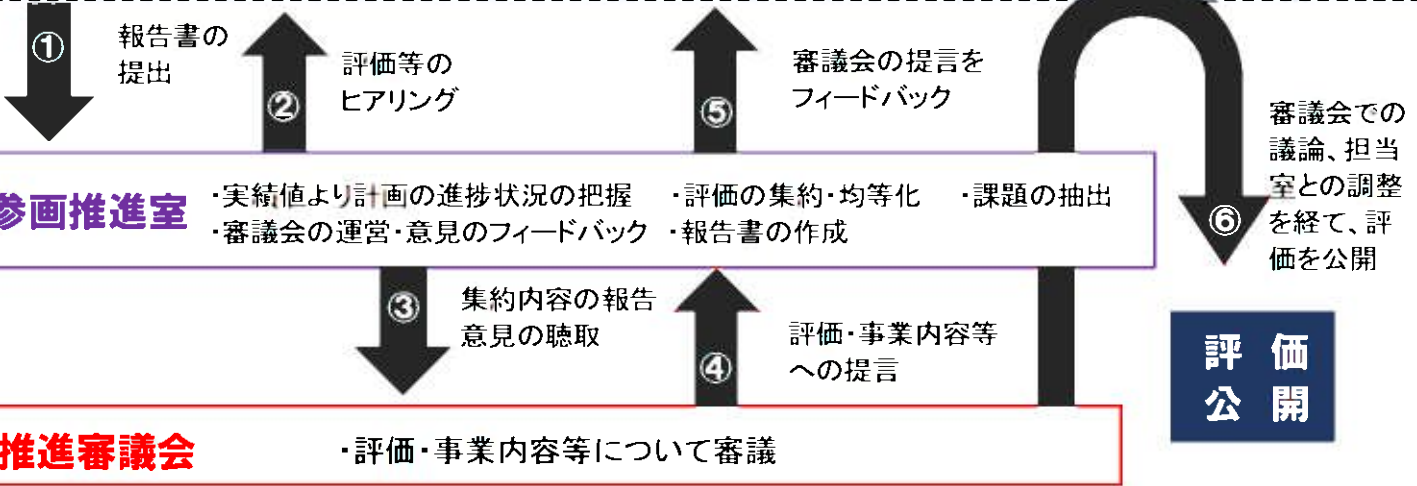 ①
報告書の
提出
②
評価等の
ヒアリング
⑤
審議会の提言を
フィードバック
審議会での
議論、担当
室との調整
を経て、評
価を公開
⑥
参画推進室
・実績値より計画の進捗状況の把握 ・評価の集約・均等化 ・課題の抽出
・審議会の運営・意見のフィードバック ・報告書の作成
③
集約内容の報告
意見の聴取
④
評価・事業内容等
への提言
評 価
公 開
推進審議会
・評価・事業内容等について審議